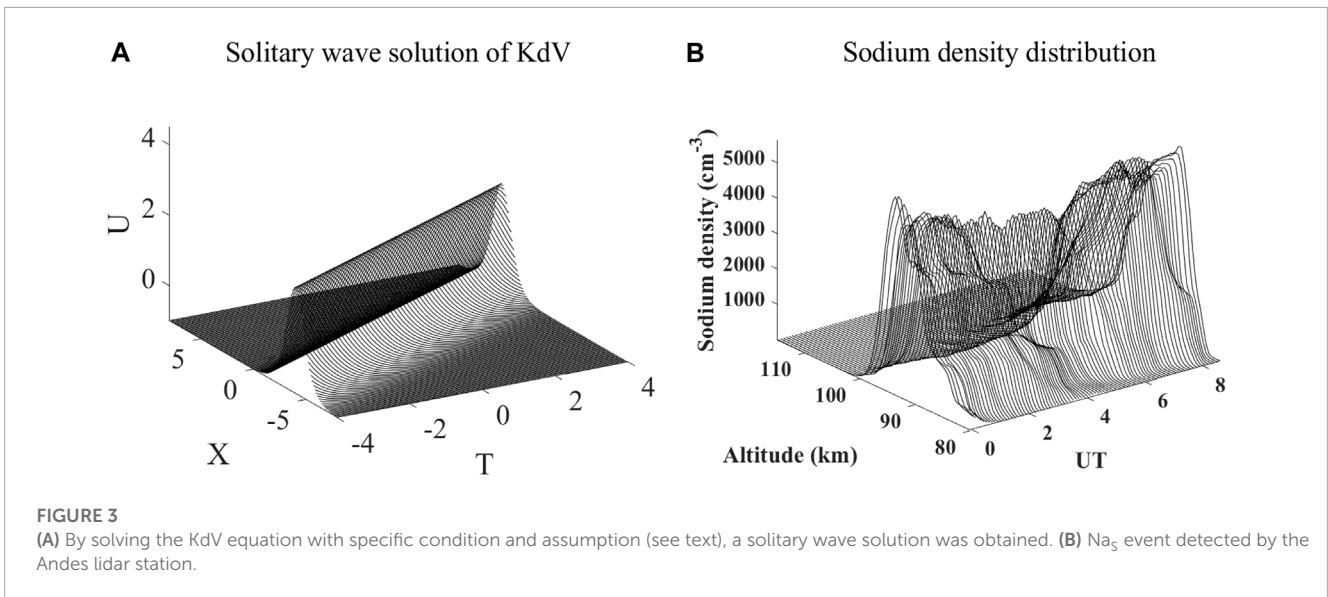 A Solitary wave solution of KdV
4
2
0
U
5
0
-5
X
-4
-2
0
2
4
T
B Sodium density distribution
5000
4000
3000
2000
1000
Sodium density (cm-3)
110
100
90
80
Altitude (km)
0
2
4
6
8
UT
FIGURE 3
(A) By solving the KdV equation with specific condition and assumption (see text), a solitary wave solution was obtained. (B) NaS event detected by the
Andes lidar station.